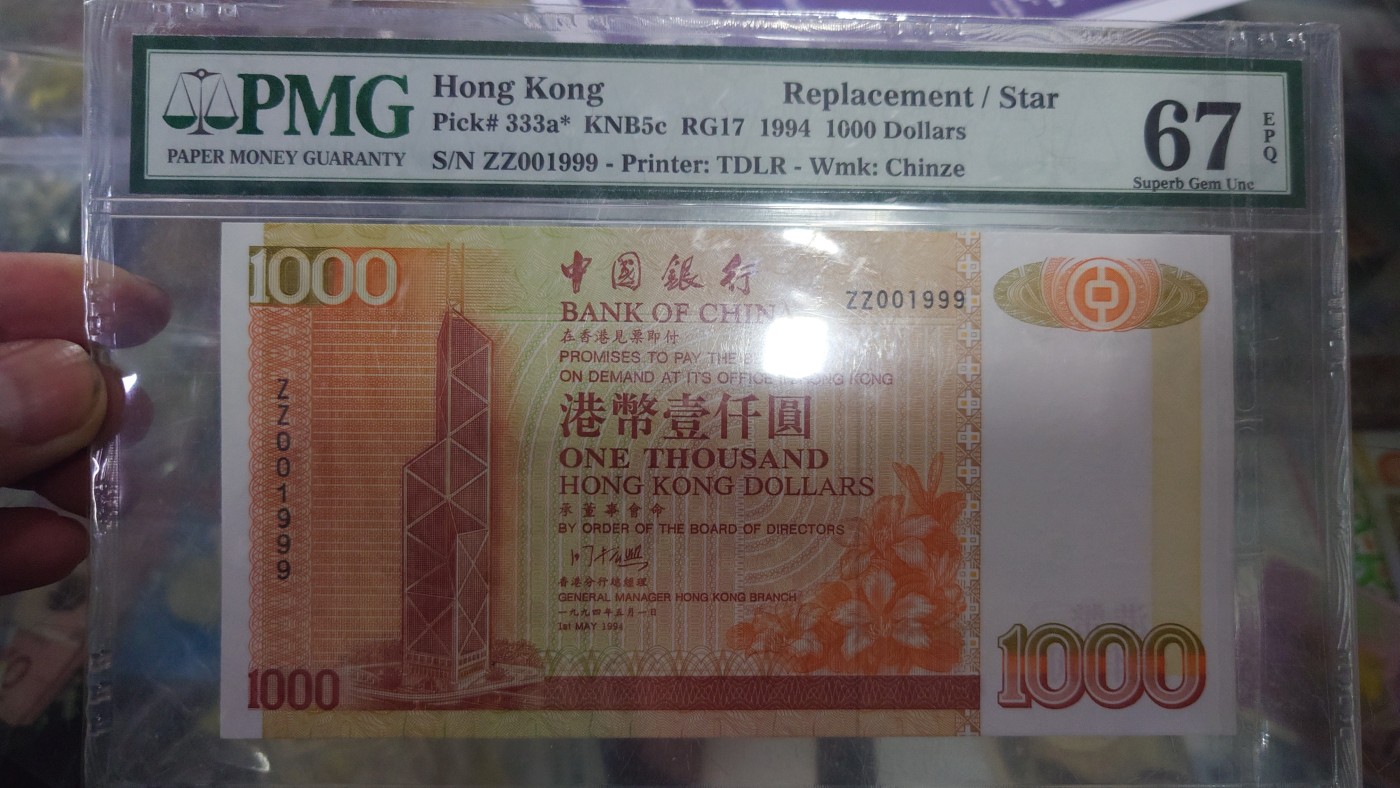 PMG
PAPER MONEY GUARANTY
Hong Kong Replacement / Star
Pick# 333a* KNB5c RG17 1994 1000 Dollars
S/N ZZ001999 - Printer: TDLR - Wmk: Chinze
67
EPQ
Superb Gem Unc
1000
中國銀行
BANK OF CHINA
ZZ001999
在香港見票即付
PROMISES TO PAY THE
ON DEMAND AT ITS OFFICE IN HONG KONG
ZZ001999
港幣壹仟圓
ONE THOUSAND
HONG KONG DOLLARS
承董事會命
BY ORDER OF THE BOARD OF DIRECTORS
香港分行總經理
GENERAL MANAGER HONG KONG BRANCH
一九九四年五月一日
1st MAY 1994
1000
1000